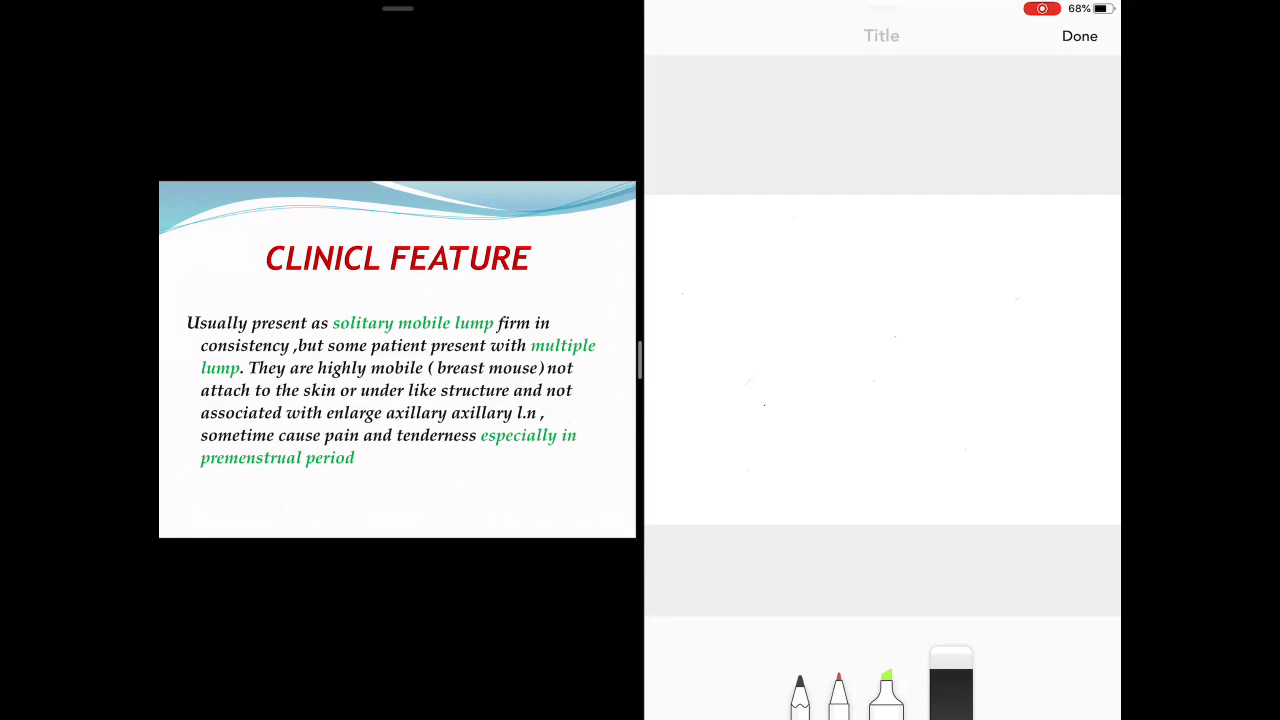 68%
Title
Done
CLINICL FEATURE
Usually present as solitary mobile lump firm in
consistency ,but some patient present with multiple
lump. They are highly mobile ( breast mouse) not
attach to the skin or under like structure and not
associated with enlarge axillary axillary l.n ,
sometime cause pain and tenderness especially in
premenstrual period